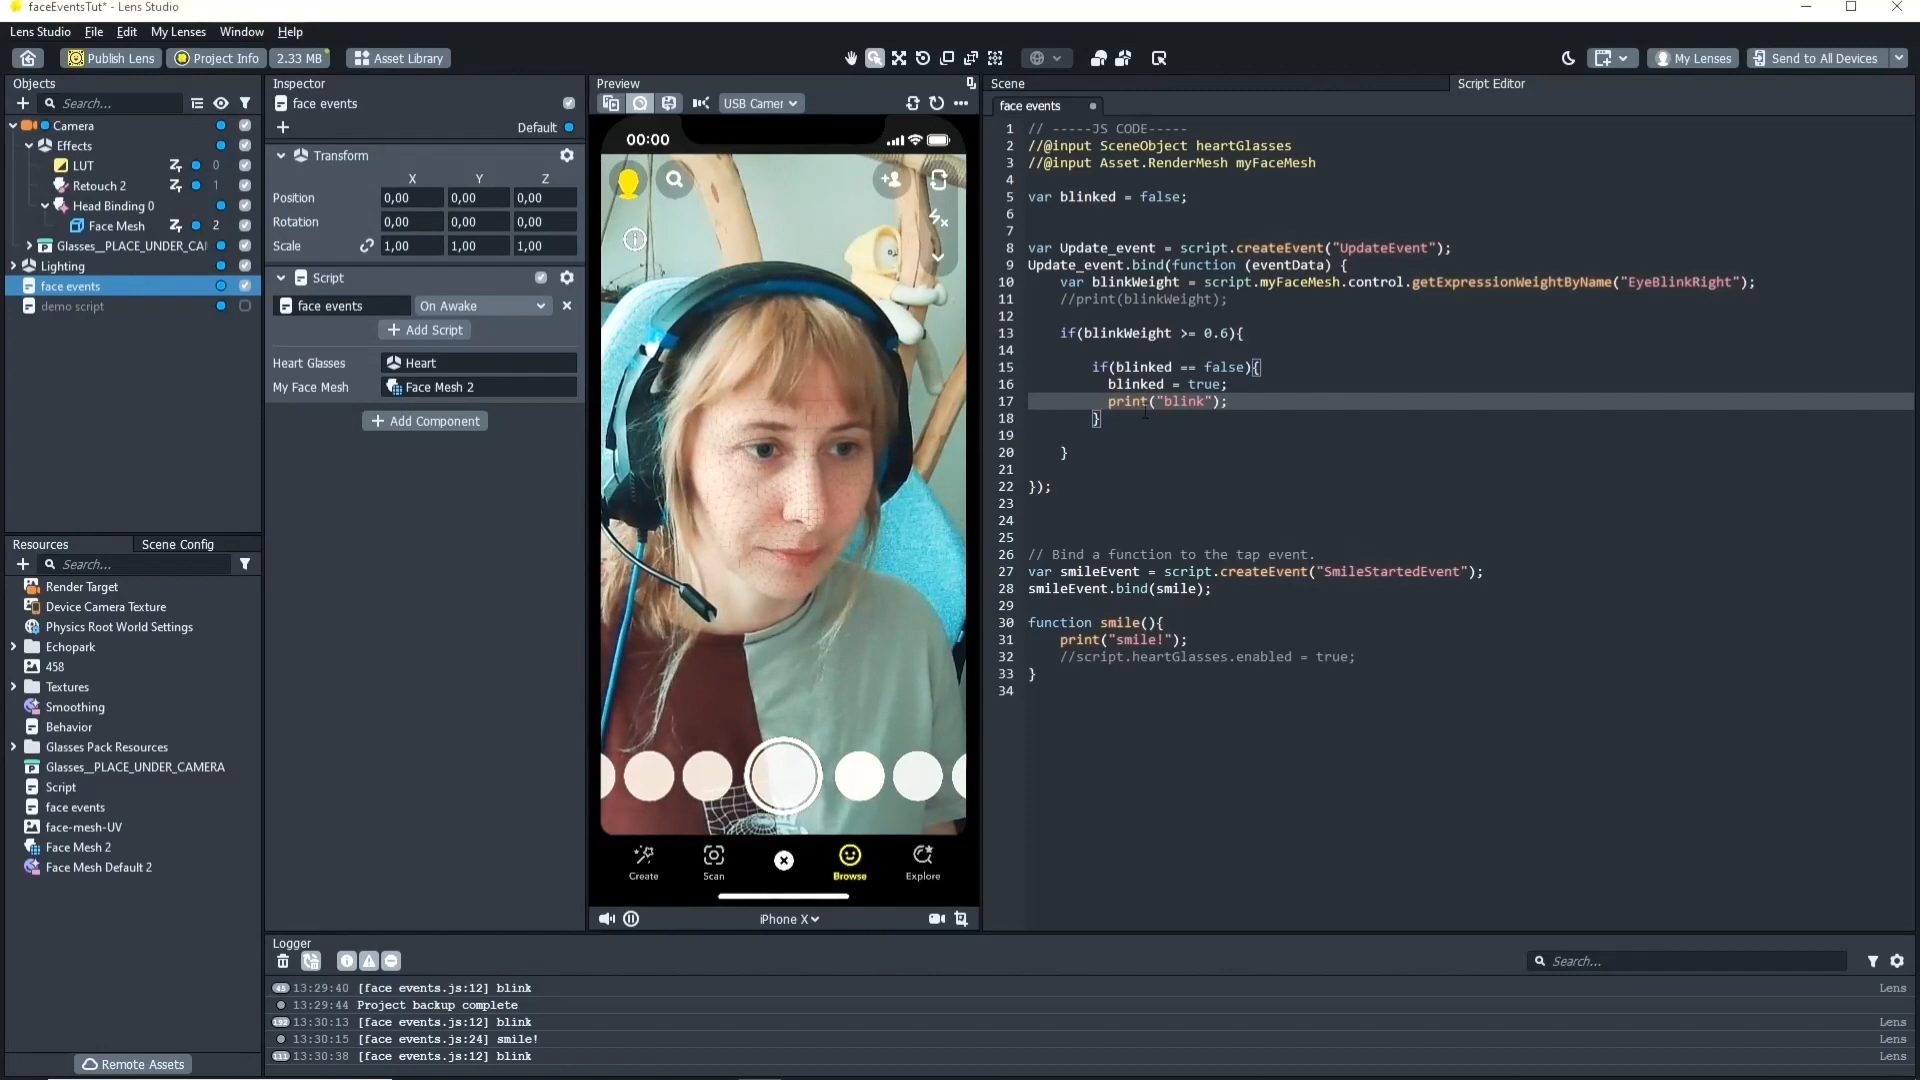 faceEventsTut* - Lens Studio
Lens Studio File Edit My Lenses Window Help
Publish Lens Project Info 2.33 MB Asset Library My Lenses Send to All Devices
Objects
Search...
Camera
Effects
LUT 0
Retouch 2 1
Head Binding 0
Face Mesh 2
Glasses__PLACE_UNDER_CAI
Lighting
face events
demo script
Resources Scene Config
Search...
Render Target
Device Camera Texture
Physics Root World Settings
Echopark
458
Textures
Smoothing
Behavior
Glasses Pack Resources
Glasses__PLACE_UNDER_CAMERA
Script
face events
face-mesh-UV
Face Mesh 2
Face Mesh Default 2
Remote Assets
Inspector
face events
Default
Transform
X Y Z
Position 0,00 0,00 0,00
Rotation 0,00 0,00 0,00
Scale 1,00 1,00 1,00
Script
face events On Awake
+ Add Script
Heart Glasses Heart
My Face Mesh Face Mesh 2
+ Add Component
Preview
USB Camer
00:00
Create Scan Browse Explore
iPhone X
Scene Script Editor
face events
1 // -----JS CODE-----
2 //@input SceneObject heartGlasses
3 //@input Asset.RenderMesh myFaceMesh
4
5 var blinked = false;
6
7
8 var Update_event = script.createEvent("UpdateEvent");
9 Update_event.bind(function (eventData) {
10 var blinkWeight = script.myFaceMesh.control.getExpressionWeightByName("EyeBlinkRight");
11 //print(blinkWeight);
12
13 if(blinkWeight >= 0.6){
14
15 if(blinked == false){
16 blinked = true;
17 print("blink");
18 }
19
20 }
21
22 });
23
24
25
26 // Bind a function to the tap event.
27 var smileEvent = script.createEvent("SmileStartedEvent");
28 smileEvent.bind(smile);
29
30 function smile(){
31 print("smile!");
32 //script.heartGlasses.enabled = true;
33 }
34
Logger
Search...
45 13:29:40 [face events.js:12] blink Lens
13:29:44 Project backup complete
13:30:13 [face events.js:12] blink Lens
13:30:15 [face events.js:24] smile! Lens
111 13:30:38 [face events.js:12] blink Lens